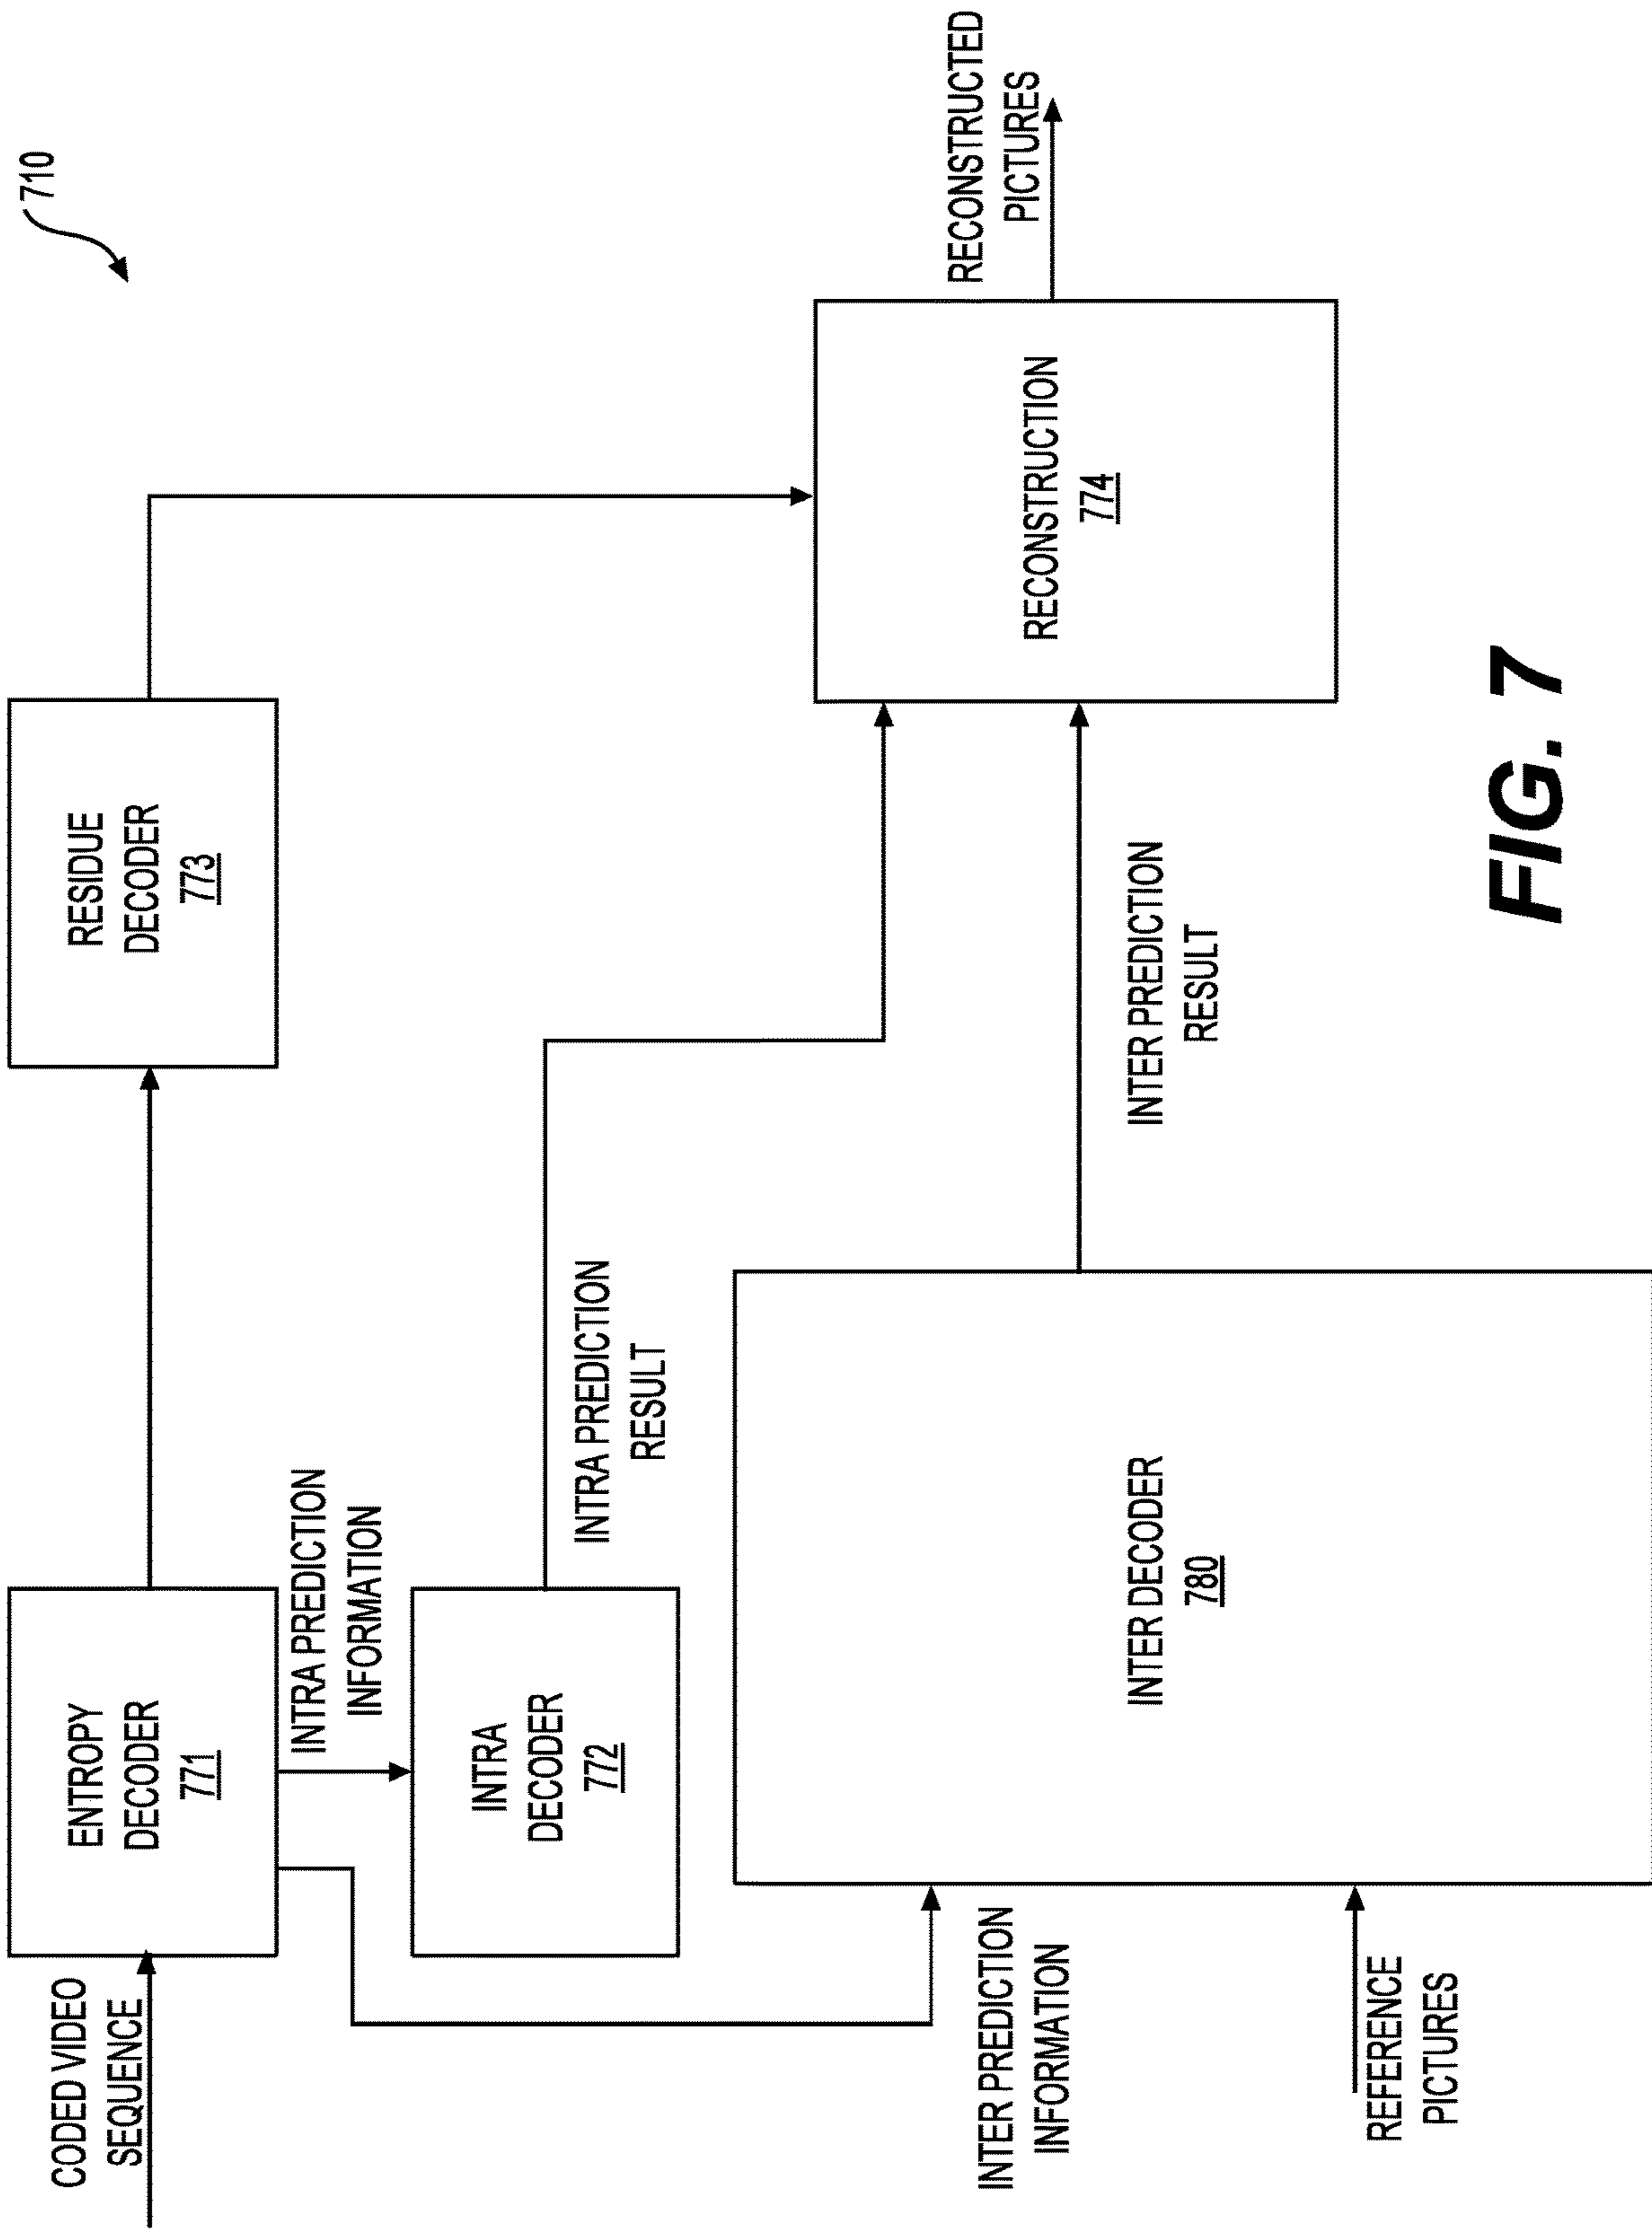 710
CODED VIDEO
SEQUENCE
ENTROPY
DECODER
771
RESIDUE
DECODER
773
INTRA PREDICTION
INFORMATION
INTRA
DECODER
772
INTRA PREDICTION
RESULT
INTER PREDICTION
INFORMATION
REFERENCE
PICTURES
INTER DECODER
780
INTER PREDICTION
RESULT
RECONSTRUCTION
774
RECONSTRUCTED
PICTURES
FIG. 7